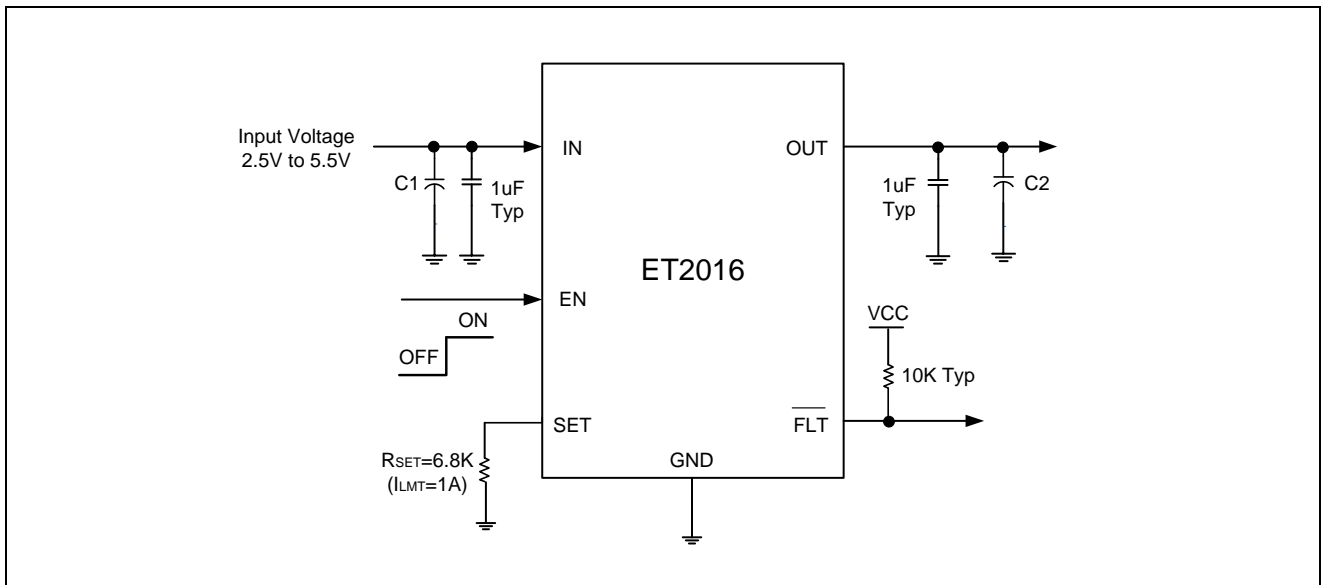 Input Voltage
2.5V to 5.5V
IN
OUT
C1
1uF
Typ
1uF
Typ
C2
ET2016
EN
ON
OFF
VCC
10K Typ
SET
FLT
GND
RSET=6.8K
(ILMT=1A)